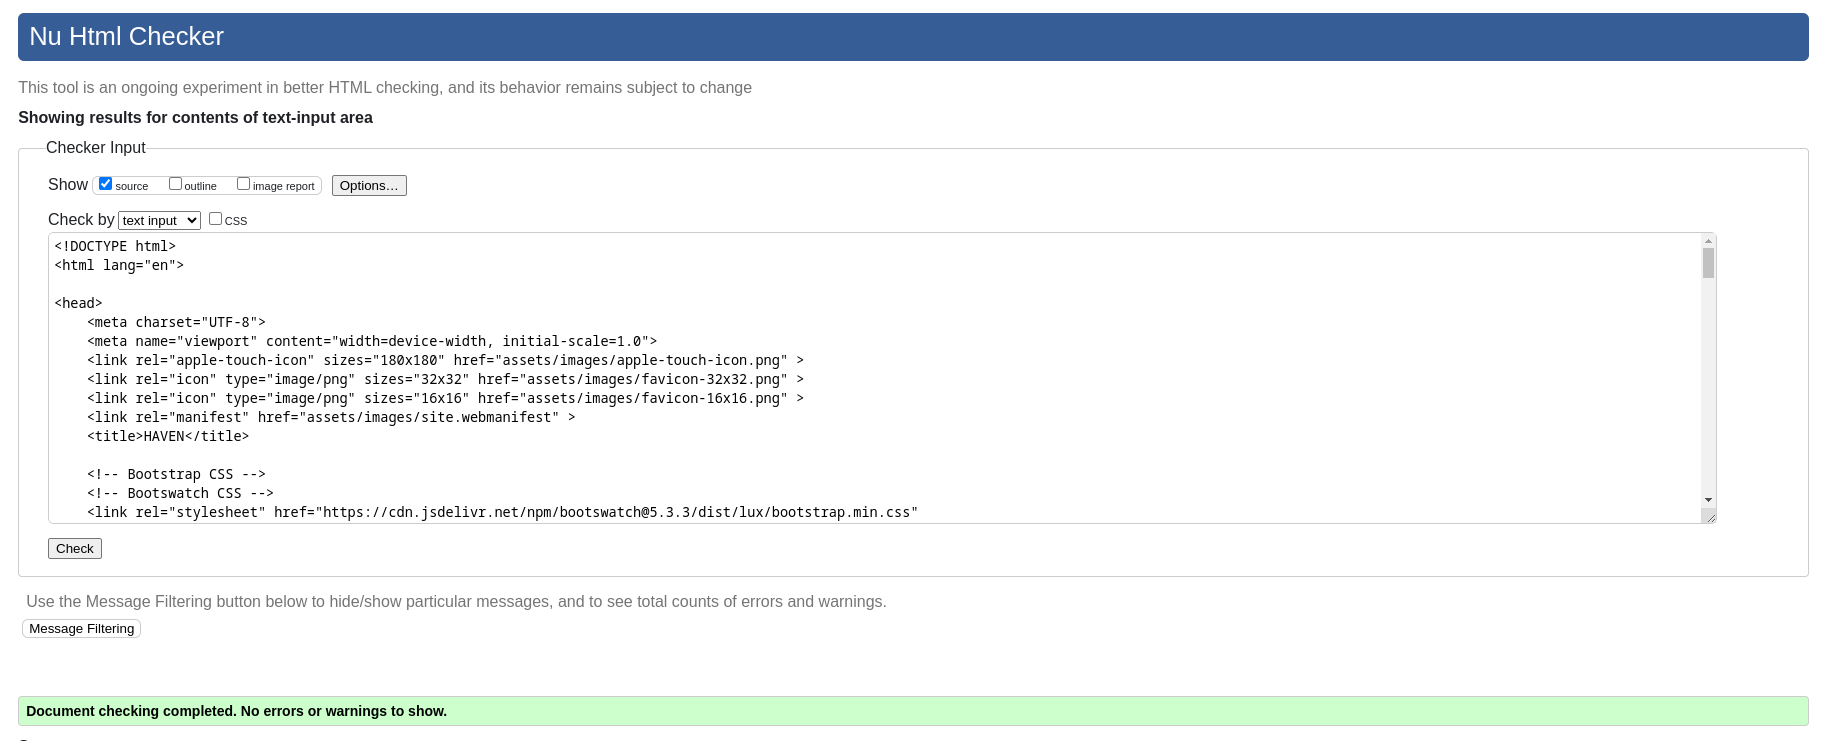 Nu Html Checker
This tool is an ongoing experiment in better HTML checking, and its behavior remains subject to change
Showing results for contents of text-input area
Checker Input
Show source outline image report Options...
Check by text input CSS
<!DOCTYPE html>
<html lang="en">
<head>
<meta charset="UTF-8">
<meta name="viewport" content="width=device-width, initial-scale=1.0">
<link rel="apple-touch-icon" sizes="180x180" href="assets/images/apple-touch-icon.png" >
<link rel="icon" type="image/png" sizes="32x32" href="assets/images/favicon-32x32.png" >
<link rel="icon" type="image/png" sizes="16x16" href="assets/images/favicon-16x16.png" >
<link rel="manifest" href="assets/images/site.webmanifest" >
<title>HAVEN</title>
<!-- Bootstrap CSS -->
<!-- Bootswatch CSS -->
<link rel="stylesheet" href="https://cdn.jsdelivr.net/npm/bootswatch@5.3.3/dist/lux/bootstrap.min.css"
Check
Use the Message Filtering button below to hide/show particular messages, and to see total counts of errors and warnings.
Message Filtering
Document checking completed. No errors or warnings to show.